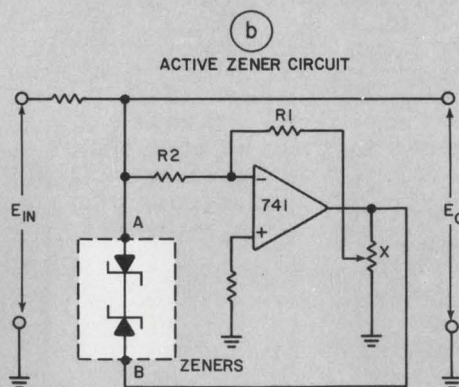 b
ACTIVE ZENER CIRCUIT
R1
R2
741
-
+
X
E IN
E
A
B
ZENERS